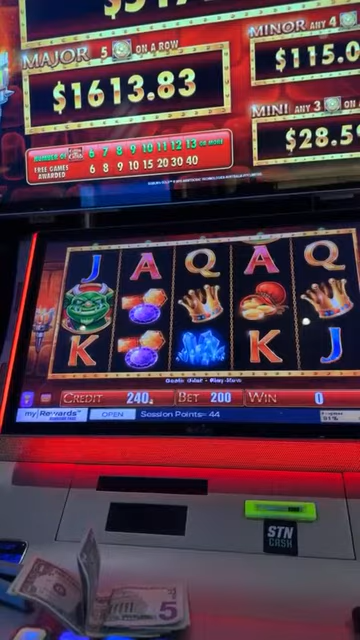 MINOR ANY 4
MAJOR 5 ON A ROW
$115.0
$1613.83
MINI ANY 3 ON
$28.5
NUMBER OF 6 7 8 9 10 11 12 13 OR MORE
FREE GAMES AWARDED 6 8 9 10 15 20 30 40
J A Q A Q
K K J
CREDIT 240 BET 200 WIN 0
myRewards OPEN Session Points= 44
STN
CASH
5